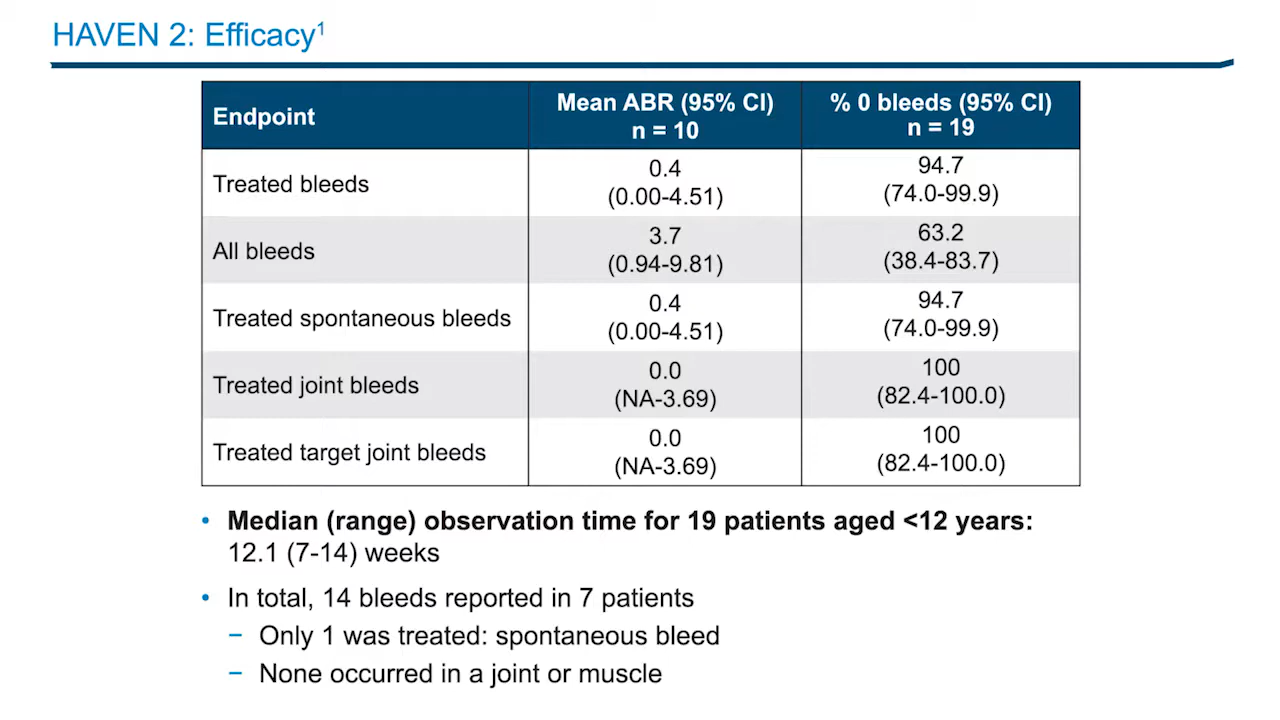 HAVEN 2: Efficacy1
Endpoint
Mean ABR (95% CI)
n = 10
% 0 bleeds (95% CI)
n = 19
Treated bleeds
0.4
(0.00-4.51)
94.7
(74.0-99.9)
All bleeds
3.7
(0.94-9.81)
63.2
(38.4-83.7)
Treated spontaneous bleeds
0.4
(0.00-4.51)
94.7
(74.0-99.9)
Treated joint bleeds
0.0
(NA-3.69)
100
(82.4-100.0)
Treated target joint bleeds
0.0
(NA-3.69)
100
(82.4-100.0)
• Median (range) observation time for 19 patients aged <12 years:
12.1 (7-14) weeks
• In total, 14 bleeds reported in 7 patients
− Only 1 was treated: spontaneous bleed
− None occurred in a joint or muscle